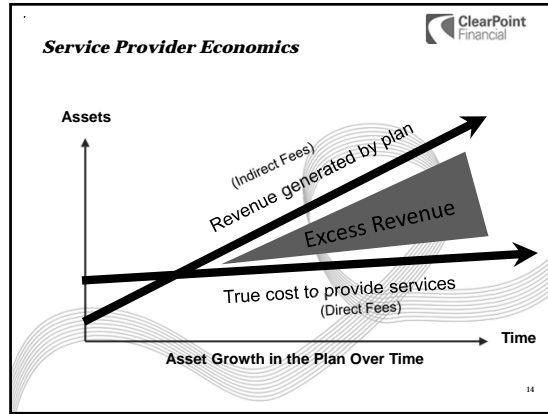 Service Provider Economics
ClearPoint
Financial
Assets
(Indirect Fees)
Revenue generated by plan
Excess Revenue
True cost to provide services
(Direct Fees)
Time
Asset Growth in the Plan Over Time
14